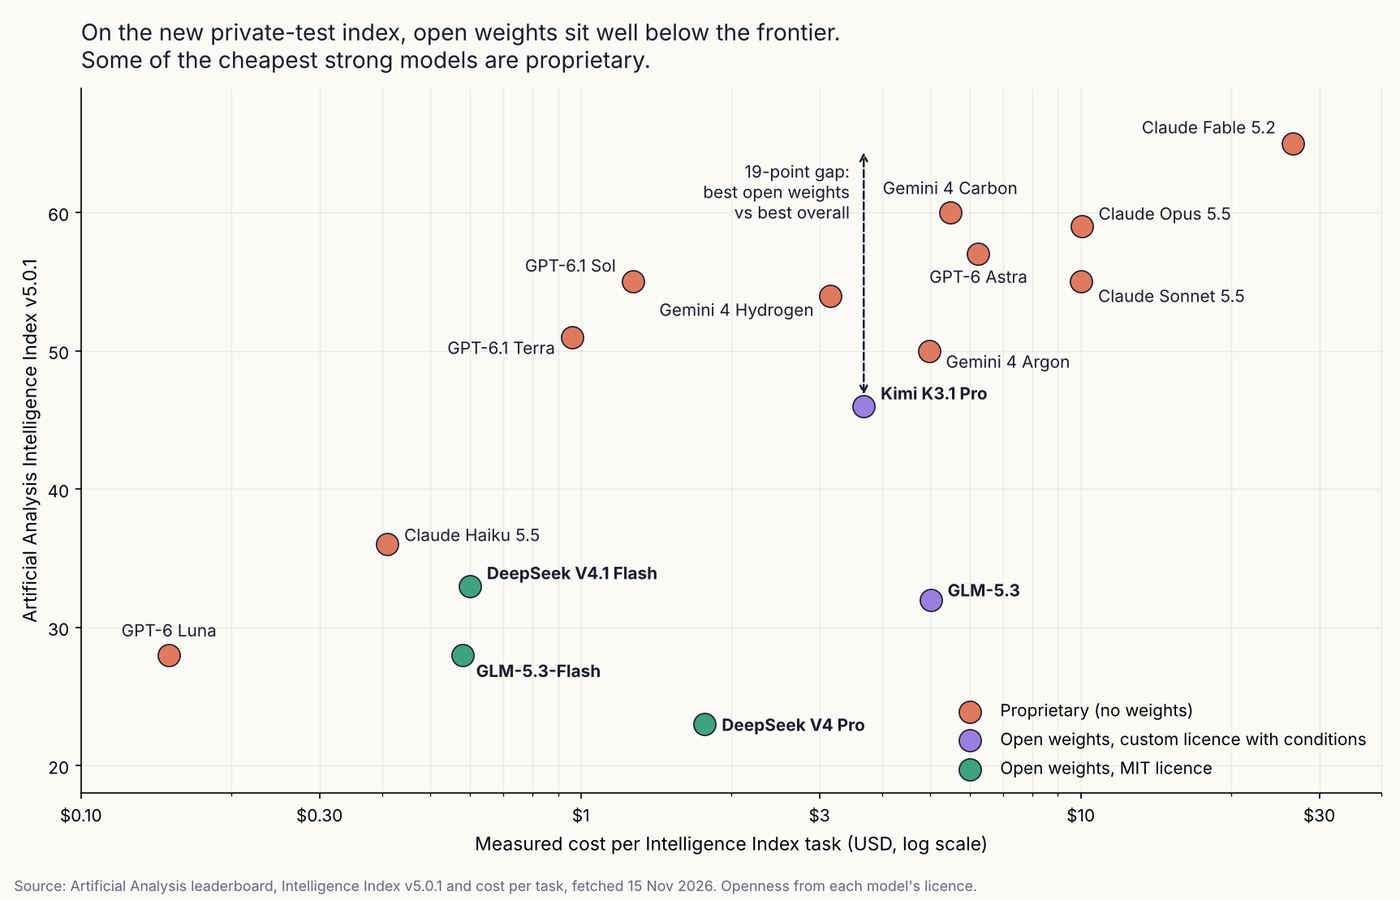 On the new private-test index, open weights sit well below the frontier.
Some of the cheapest strong models are proprietary.
Claude Fable 5.2
19-point gap:
best open weights
vs best overall
Gemini 4 Carbon
Claude Opus 5.5
GPT-6 Astra
GPT-6.1 Sol
Claude Sonnet 5.5
Gemini 4 Hydrogen
GPT-6.1 Terra
Gemini 4 Argon
Kimi K3.1 Pro
Claude Haiku 5.5
DeepSeek V4.1 Flash
GLM-5.3
GPT-6 Luna
GLM-5.3-Flash
DeepSeek V4 Pro
Proprietary (no weights)
Open weights, custom licence with conditions
Open weights, MIT licence
60
50
40
30
20
Artificial Analysis Intelligence Index v5.0.1
$0.10
$0.30
$1
$3
$10
$30
Measured cost per Intelligence Index task (USD, log scale)
Source: Artificial Analysis leaderboard, Intelligence Index v5.0.1 and cost per task, fetched 15 Nov 2026. Openness from each model's licence.